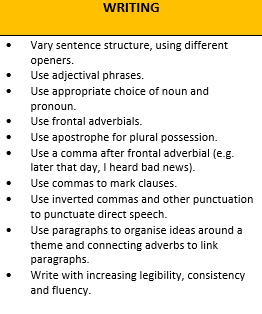 WRITING
• Vary sentence structure, using different
openers.
• Use adjectival phrases.
• Use appropriate choice of noun and
pronoun.
• Use frontal adverbials.
• Use apostrophe for plural possession.
• Use a comma after frontal adverbial (e.g.
later that day, I heard bad news).
• Use commas to mark clauses.
• Use inverted commas and other punctuation
to punctuate direct speech.
• Use paragraphs to organise ideas around a
theme and connecting adverbs to link
paragraphs.
• Write with increasing legibility, consistency
and fluency.